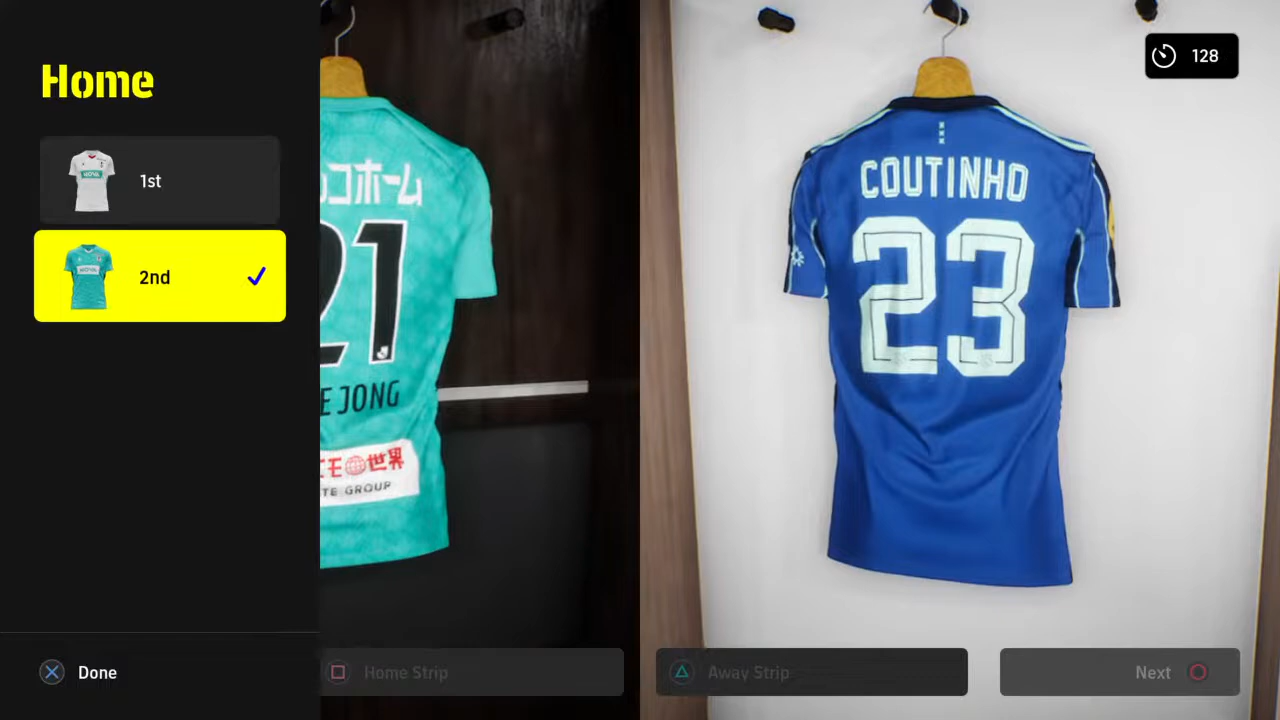 Home
1st
2nd
Done
コホーム
21
E JONG
モ世界
TE GROUP
Home Strip
COUTINHO
23
128
Away Strip
Next